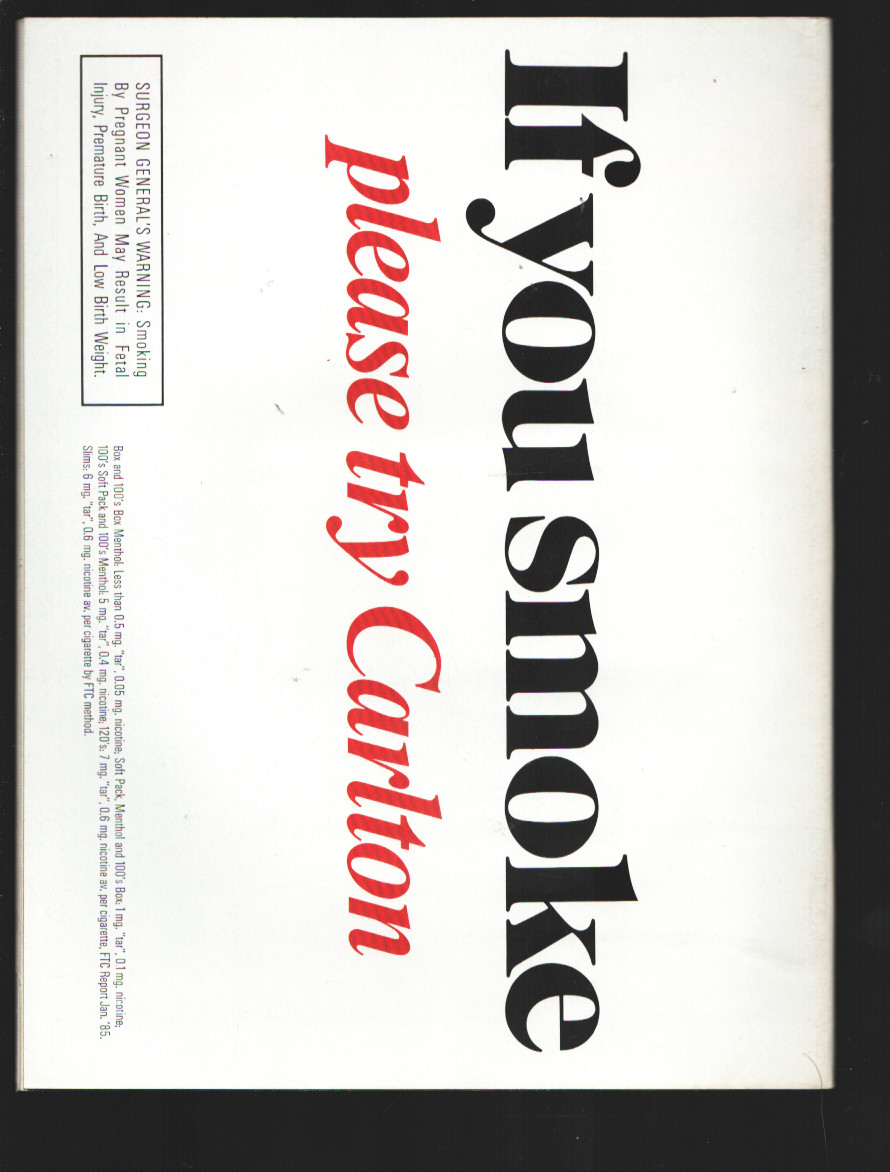 If you smoke
please try Carlton
SURGEON GENERAL'S WARNING: Smoking
By Pregnant Women May Result in Fetal
Injury, Premature Birth, And Low Birth Weight.
Box and 100's Box Menthol: Less than 0.5 mg. "tar", 0.05 mg. nicotine; Soft Pack, Menthol and 100's Box: 1 mg. "tar", 0.1 mg. nicotine;
100's Soft Pack and 100's Menthol: 5 mg. "tar", 0.4 mg. nicotine; 120's: 7 mg. "tar", 0.6 mg. nicotine av. per cigarette, FTC Report Jan. '85.
Slims: 6 mg. "tar", 0.6 mg. nicotine av. per cigarette by FTC method.